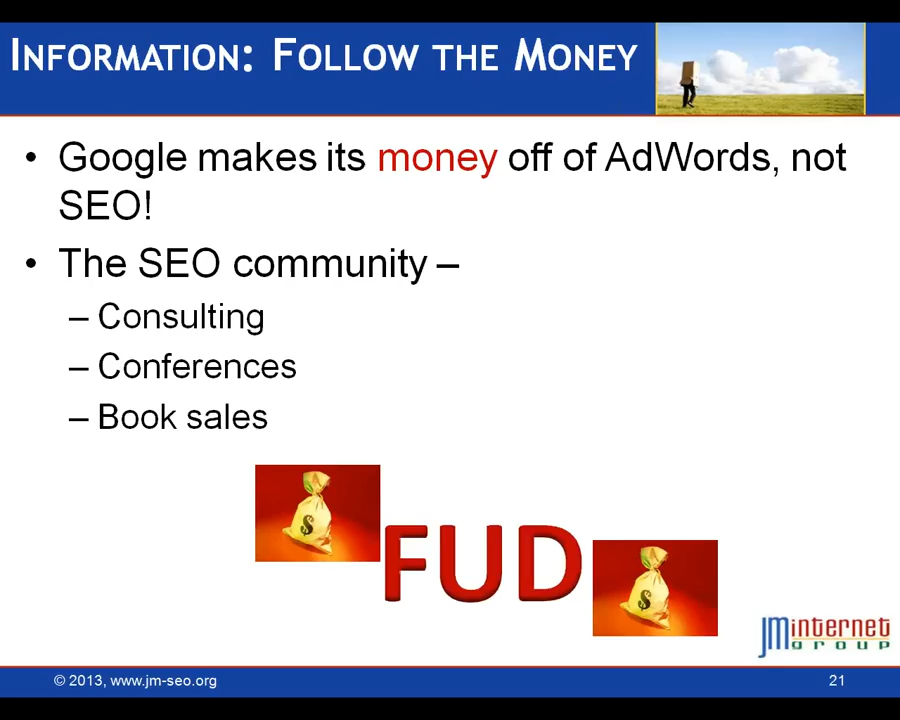 INFORMATION: FOLLOW THE MONEY
• Google makes its money off of AdWords, not
SEO!
• The SEO community –
– Consulting
– Conferences
– Book sales
$
FUD
$
JMinternet
group
© 2013, www.jm-seo.org
21